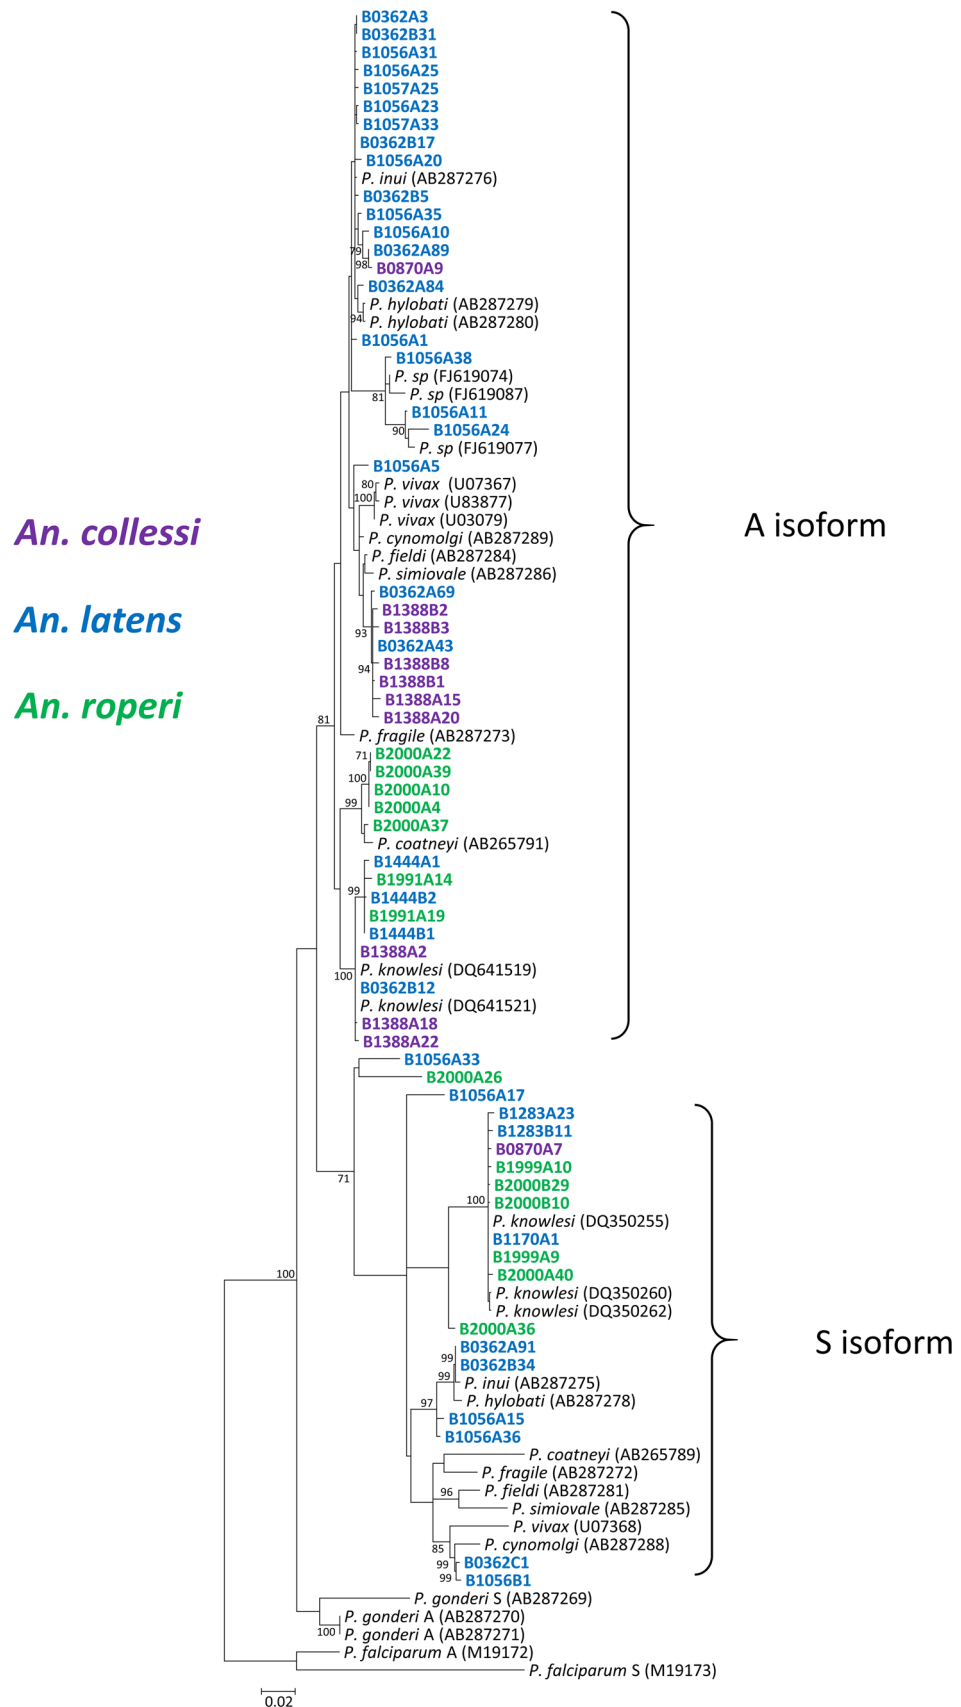 B0362A3
B0362B31
B1056A31
B1056A25
B1057A25
B1056A23
B1057A33
B0362B17
B1056A20
P. inui (AB287276)
B0362B5
B1056A35
B1056A10
79
B0362A89
98
B0870A9
B0362A84
P. hylobati (AB287279)
94
P. hylobati (AB287280)
B1056A1
B1056A38
P. sp (FJ619074)
81
P. sp (FJ619087)
B1056A11
90
B1056A24
P. sp (FJ619077)
B1056A5
80
P. vivax (U07367)
100
P. vivax (U83877)
P. vivax (U03079)
P. cynomolgi (AB287289)
P. fieldi (AB287284)
P. simiovale (AB287286)
B0362A69
B1388B2
93
B1388B3
B0362A43
94
B1388B8
B1388B1
B1388A15
B1388A20
81
P. fragile (AB287273)
71
B2000A22
B2000A39
100
B2000A10
99
B2000A4
B2000A37
P. coatneyi (AB265791)
B1444A1
B1991A14
99
B1444B2
B1991A19
B1444B1
B1388A2
100
P. knowlesi (DQ641519)
B0362B12
P. knowlesi (DQ641521)
B1388A18
B1388A22
An. collessi
An. latens
An. roperi
A isoform
B1056A33
B2000A26
B1056A17
71
B1283A23
B1283B11
B0870A7
B1999A10
B2000B29
100
B2000B10
P. knowlesi (DQ350255)
B1170A1
B1999A9
100
B2000A40
P. knowlesi (DQ350260)
P. knowlesi (DQ350262)
B2000A36
B0362A91
99
B0362B34
99
P. inui (AB287275)
97
P. hylobati (AB287278)
B1056A15
B1056A36
P. coatneyi (AB265789)
P. fragile (AB287272)
96
P. fieldi (AB287281)
P. simiovale (AB287285)
P. vivax (U07368)
85
P. cynomolgi (AB287288)
99
B0362C1
99
B1056B1
S isoform
P. gonderi S (AB287269)
P. gonderi A (AB287270)
100
P. gonderi A (AB287271)
P. falciparum A (M19172)
P. falciparum S (M19173)
0.02